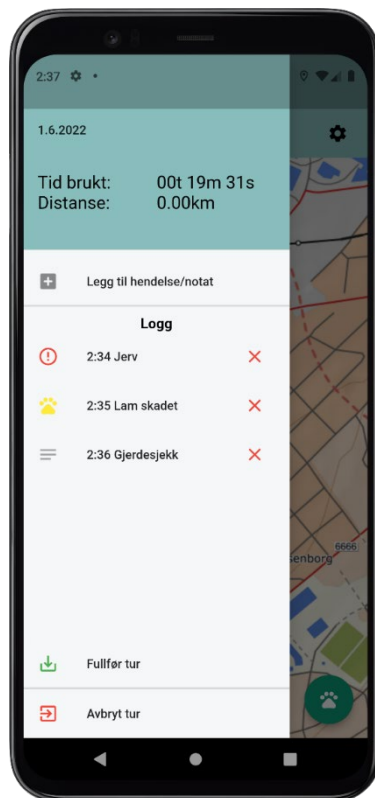 2:37
1.6.2022
Tid brukt: 00t 19m 31s
Distanse: 0.00km
Legg til hendelse/notat
Logg
2:34 Jerv
2:35 Lam skadet
2:36 Gjerdesjekk
6666
senborg
Fullfør tur
Avbryt tur